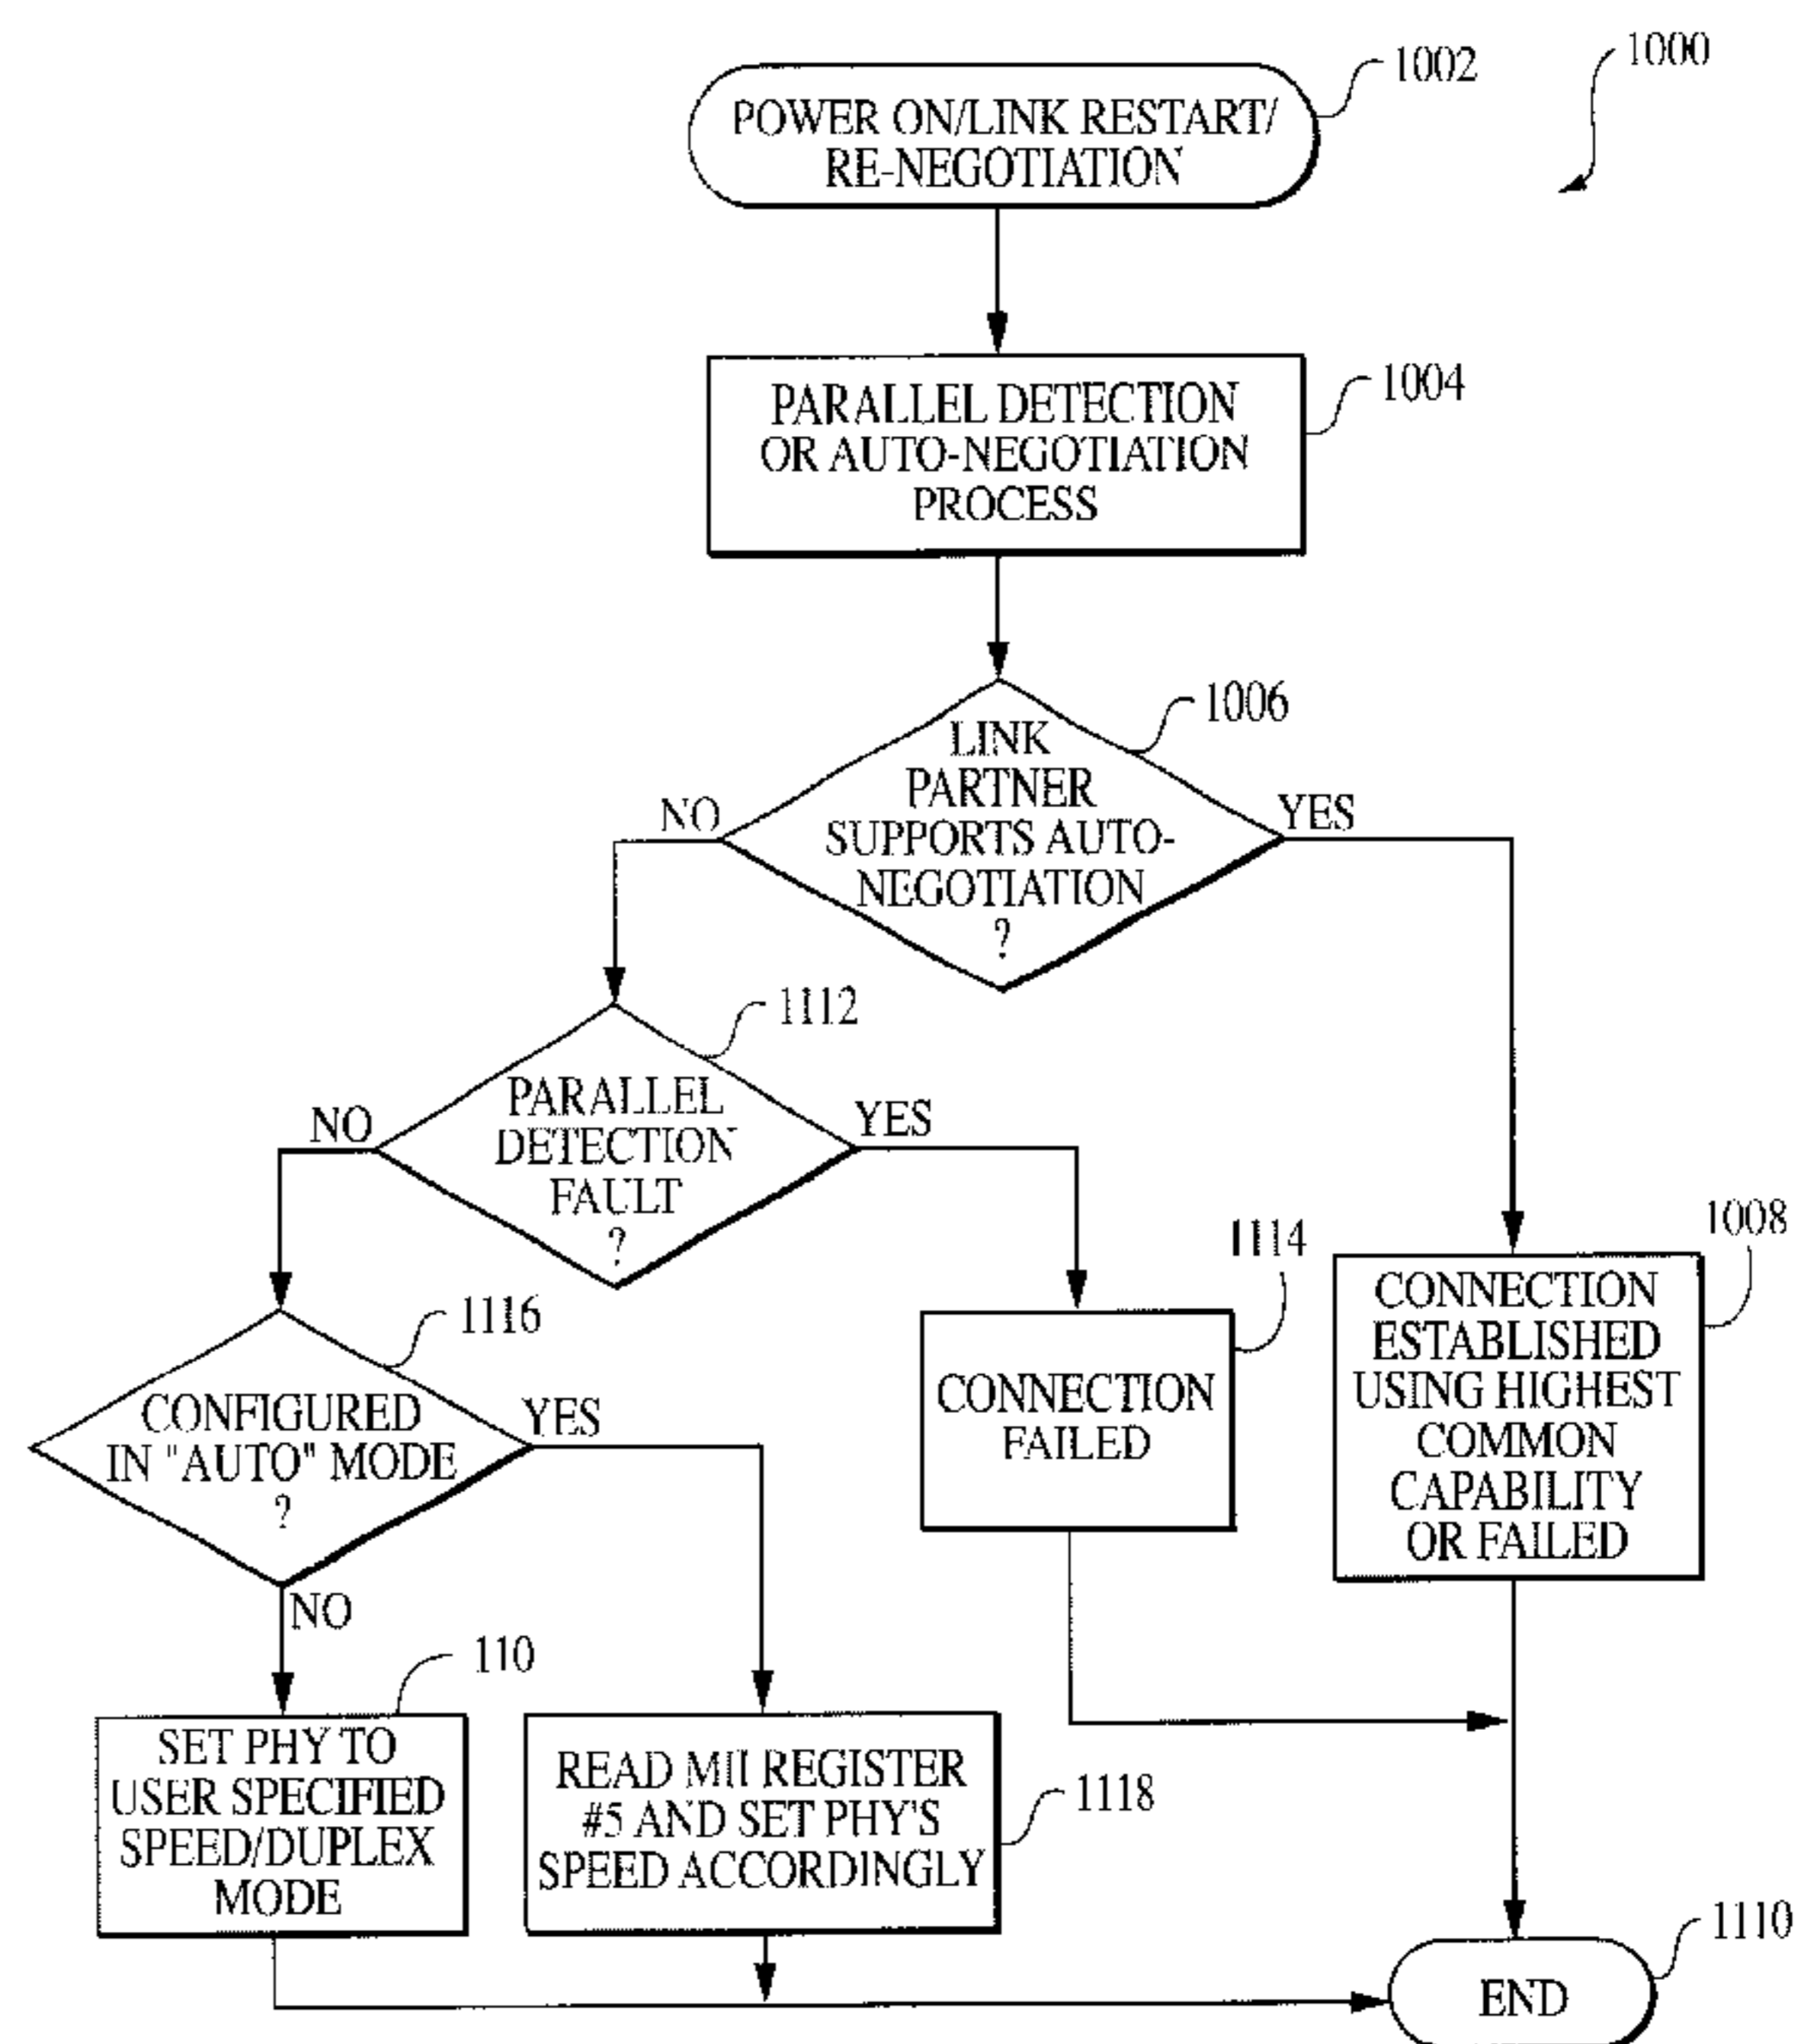 1000
1002
POWER ON/LINK RESTART/
RE-NEGOTIATION
1004
PARALLEL DETECTION
OR AUTO-NEGOTIATION
PROCESS
1006
LINK
PARTNER
SUPPORTS AUTO-
NEGOTIATION
?
NO
YES
1112
PARALLEL
DETECTION
FAULT
?
NO
YES
1114
CONNECTION
FAILED
1008
CONNECTION
ESTABLISHED
USING HIGHEST
COMMON
CAPABILITY
OR FAILED
1116
CONFIGURED
IN "AUTO" MODE
?
YES
NO
110
SET PHY TO
USER SPECIFIED
SPEED/DUPLEX
MODE
READ MII REGISTER
#5 AND SET PHY'S
SPEED ACCORDINGLY
1118
1110
END